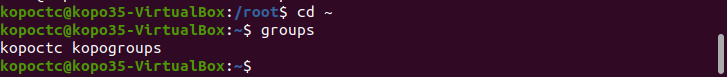 kopoctc@kopo35-VirtualBox:/root$ cd ~
kopoctc@kopo35-VirtualBox:~$ groups
kopoctc kopogroups
kopoctc@kopo35-VirtualBox:~$